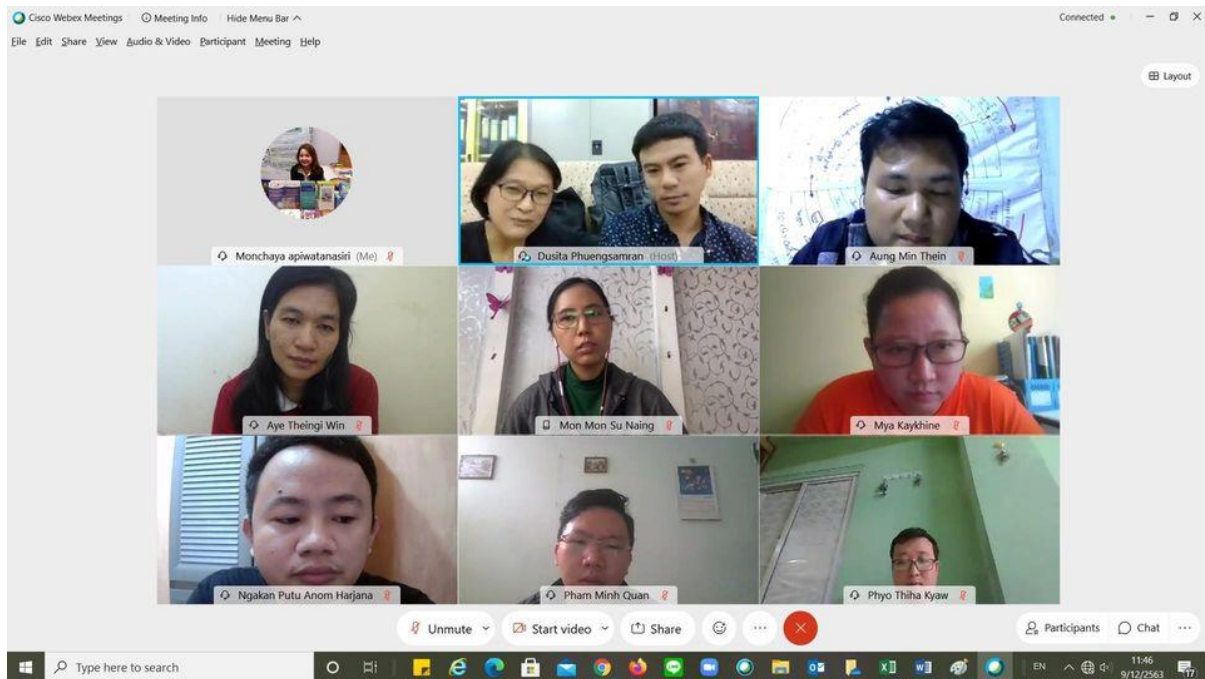 Cisco Webex Meetings Meeting Info Hide Menu Bar Connected
File Edit Share View Audio & Video Participant Meeting Help
Layout
Monchaya apiwatanasiri (Me)
Dusita Phuengsamran (Host)
Aung Min Thein
Aye Theingi Win
Mon Mon Su Naing
Mya Kaykhine
Ngakan Putu Anom Harjana
Pham Minh Quan
Phyo Thiha Kyaw
Unmute Start video Share Participants Chat
Type here to search EN 11:46
9/12/2563 17